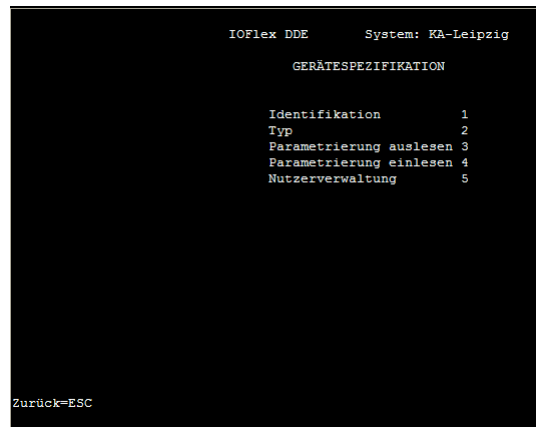 IOFlex DDE System: KA-Leipzig
GERÄTESPEZIFIKATION
Identifikation 1
Typ 2
Parametrierung auslesen 3
Parametrierung einlesen 4
Nutzerverwaltung 5
Zurück=ESC